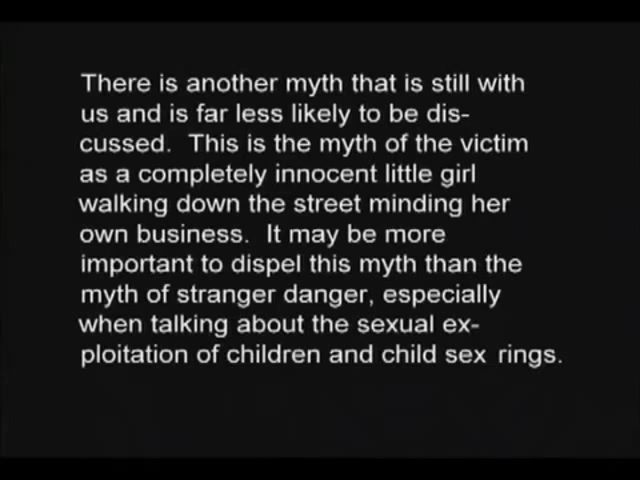 There is another myth that is still with
us and is far less likely to be dis-
cussed.  This is the myth of the victim
as a completely innocent little girl
walking down the street minding her
own business.  It may be more
important to dispel this myth than the
myth of stranger danger, especially
when talking about the sexual ex-
ploitation of children and child sex rings.